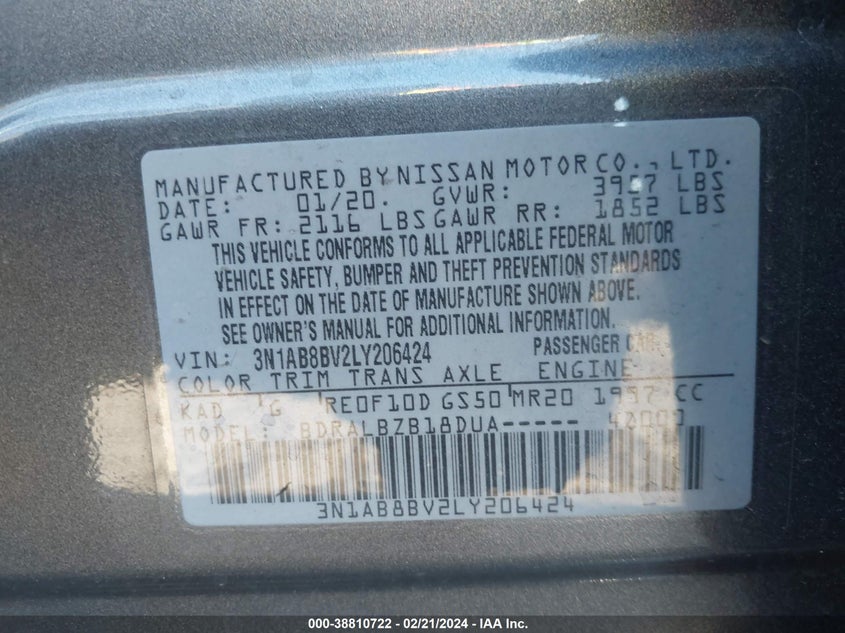 MANUFACTURED BY NISSAN MOTOR CO., LTD.
DATE: 01/20. GVWR: 3957 LBS
GAWR FR: 2116 LBS GAWR RR: 1852 LBS
THIS VEHICLE CONFORMS TO ALL APPLICABLE FEDERAL MOTOR
VEHICLE SAFETY, BUMPER AND THEFT PREVENTION STANDARDS
IN EFFECT ON THE DATE OF MANUFACTURE SHOWN ABOVE.
SEE OWNER'S MANUAL FOR ADDITIONAL INFORMATION.
VIN: 3N1AB8BV2LY206424 PASSENGER CAR
COLOR TRIM TRANS AXLE ENGINE
KAD G RE0F10D GS50 MR20 1997 CC
MODEL: BDRALBZB18DUA-----
3N1AB8BV2LY206424
000-38810722 — 02/21/2024 — IAA Inc.